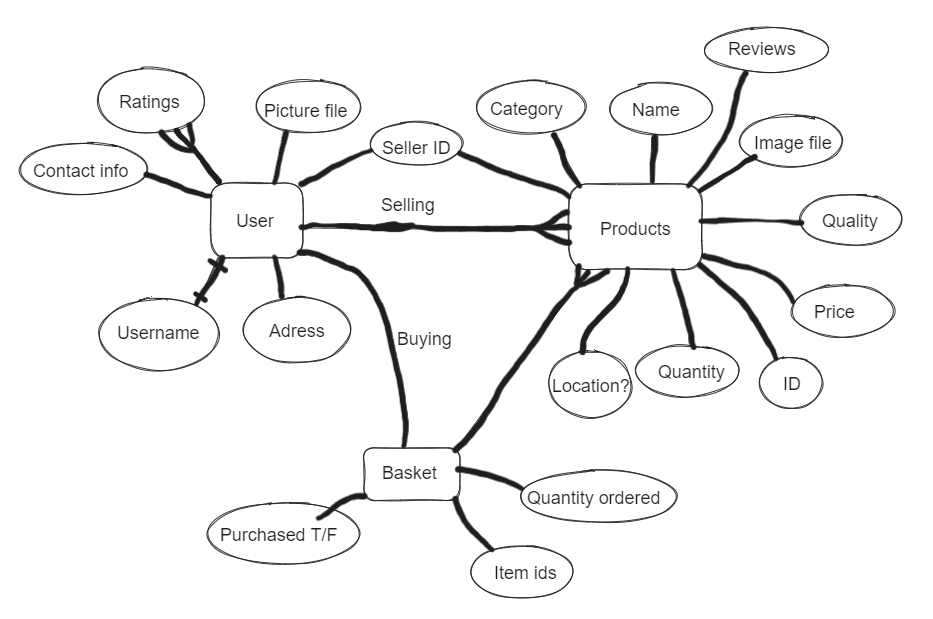 Reviews
Ratings
Picture file
Category
Name
Seller ID
Image file
Contact info
Selling
User
Products
Quality
Username
Adress
Buying
Price
Location?
Quantity
ID
Basket
Quantity ordered
Purchased T/F
Item ids